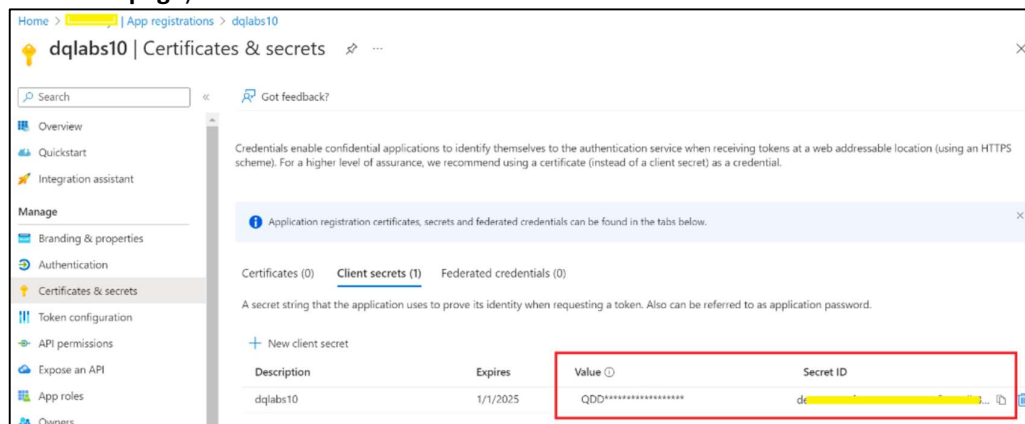 Home > | App registrations > dqlabs10
dqlabs10 | Certificates & secrets
Search
Got feedback?
Overview
Quickstart
Integration assistant
Credentials enable confidential applications to identify themselves to the authentication service when receiving tokens at a web addressable location (using an HTTPS
scheme). For a higher level of assurance, we recommend using a certificate (instead of a client secret) as a credential.
Manage
Branding & properties
Authentication
Certificates & secrets
Token configuration
API permissions
Expose an API
App roles
Owners
Application registration certificates, secrets and federated credentials can be found in the tabs below.
Certificates (0) Client secrets (1) Federated credentials (0)
A secret string that the application uses to prove its identity when requesting a token. Also can be referred to as application password.
New client secret
Description Expires Value Secret ID
dqlabs10 1/1/2025 QDD****************** de